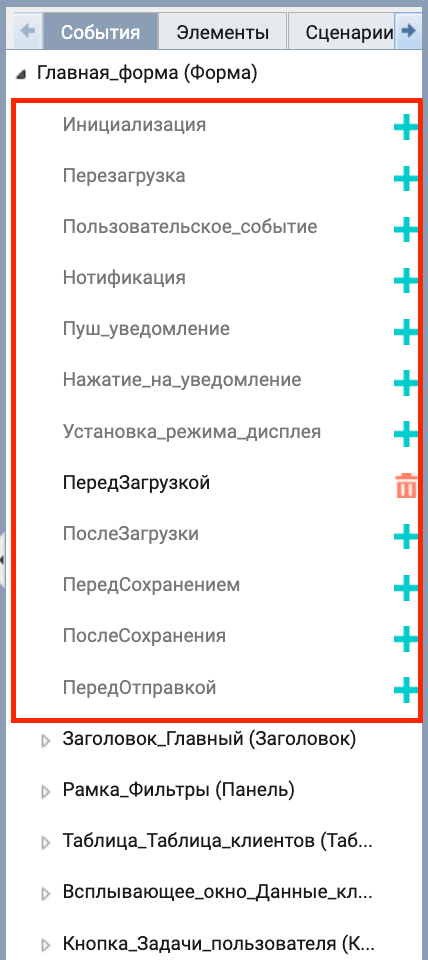 События Элементы Сценарии
Главная_форма (Форма)
Инициализация
Перезагрузка
Пользовательское_событие
Нотификация
Пуш_уведомление
Нажатие_на_уведомление
Установка_режима_дисплея
ПередЗагрузкой
ПослеЗагрузки
ПередСохранением
ПослеСохранения
ПередОтправкой
Заголовок_Главный (Заголовок)
Рамка_Фильтры (Панель)
Таблица_Таблица_клиентов (Таб...
Всплывающее_окно_Данные_кл...
Кнопка_Задачи_пользователя (К...